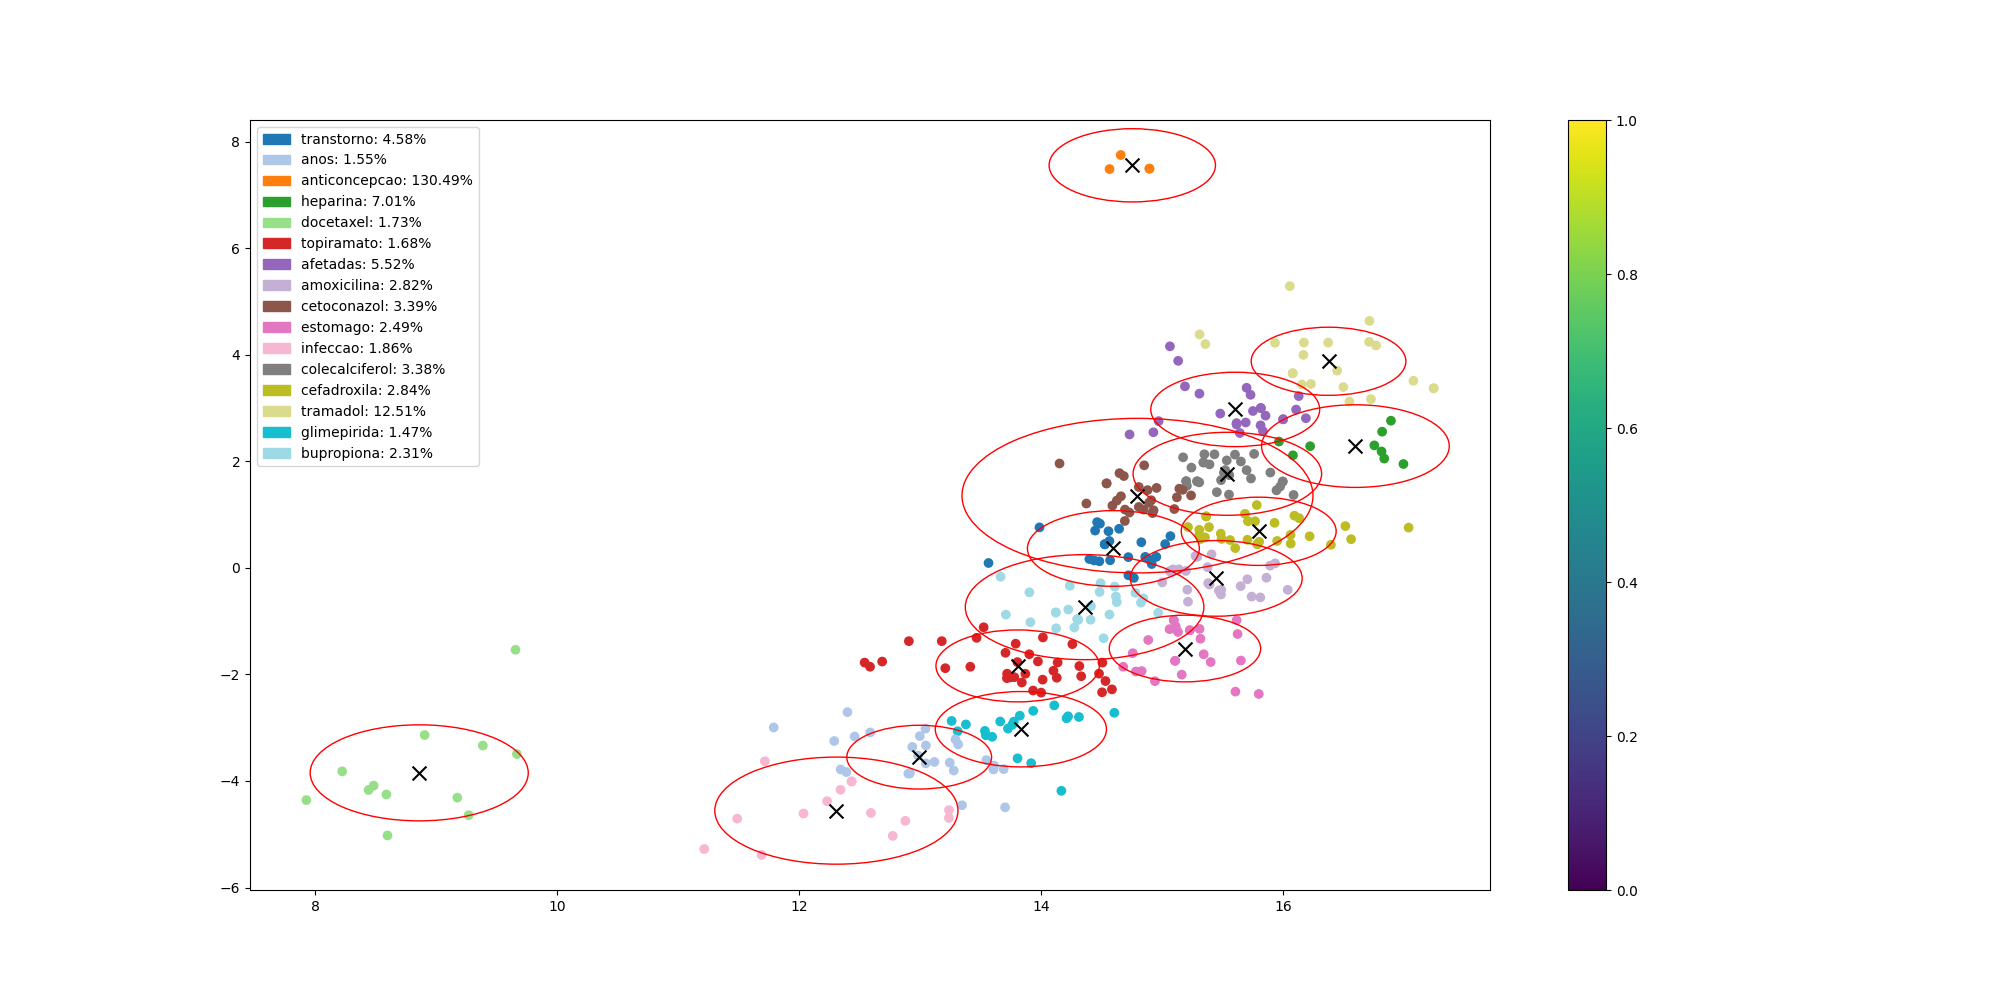 transtorno: 4.58%
anos: 1.55%
anticoncepcao: 130.49%
heparina: 7.01%
docetaxel: 1.73%
topiramato: 1.68%
afetadas: 5.52%
amoxicilina: 2.82%
cetoconazol: 3.39%
estomago: 2.49%
infeccao: 1.86%
colecalciferol: 3.38%
cefadroxila: 2.84%
tramadol: 12.51%
glimepirida: 1.47%
bupropiona: 2.31%
8
6
4
2
0
−2
−4
−6
8 10 12 14 16
1.0
0.8
0.6
0.4
0.2
0.0